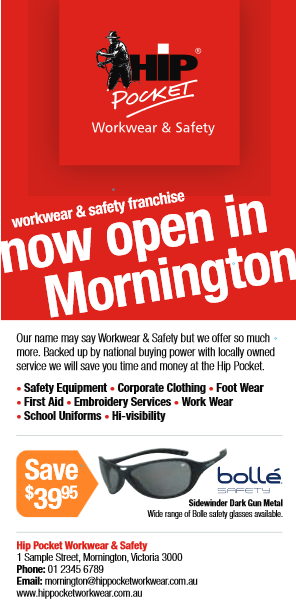 HIP ®
POCKET
Workwear & Safety
workwear & safety franchise
now open in
Mornington
Our name may say Workwear & Safety but we offer so much
more. Backed up by national buying power with locally owned
service we will save you time and money at the Hip Pocket.
• Safety Equipment • Corporate Clothing • Foot Wear
• First Aid • Embroidery Services • Work Wear
• School Uniforms • Hi-visibility
Save
$3995
bollé
SAFETY
Sidewinder Dark Gun Metal
Wide range of Bolle safety glasses available.
Hip Pocket Workwear & Safety
1 Sample Street, Mornington, Victoria 3000
Phone: 01 2345 6789
Email: mornington@hippocketworkwear.com.au
www.hippocketworkwear.com.au